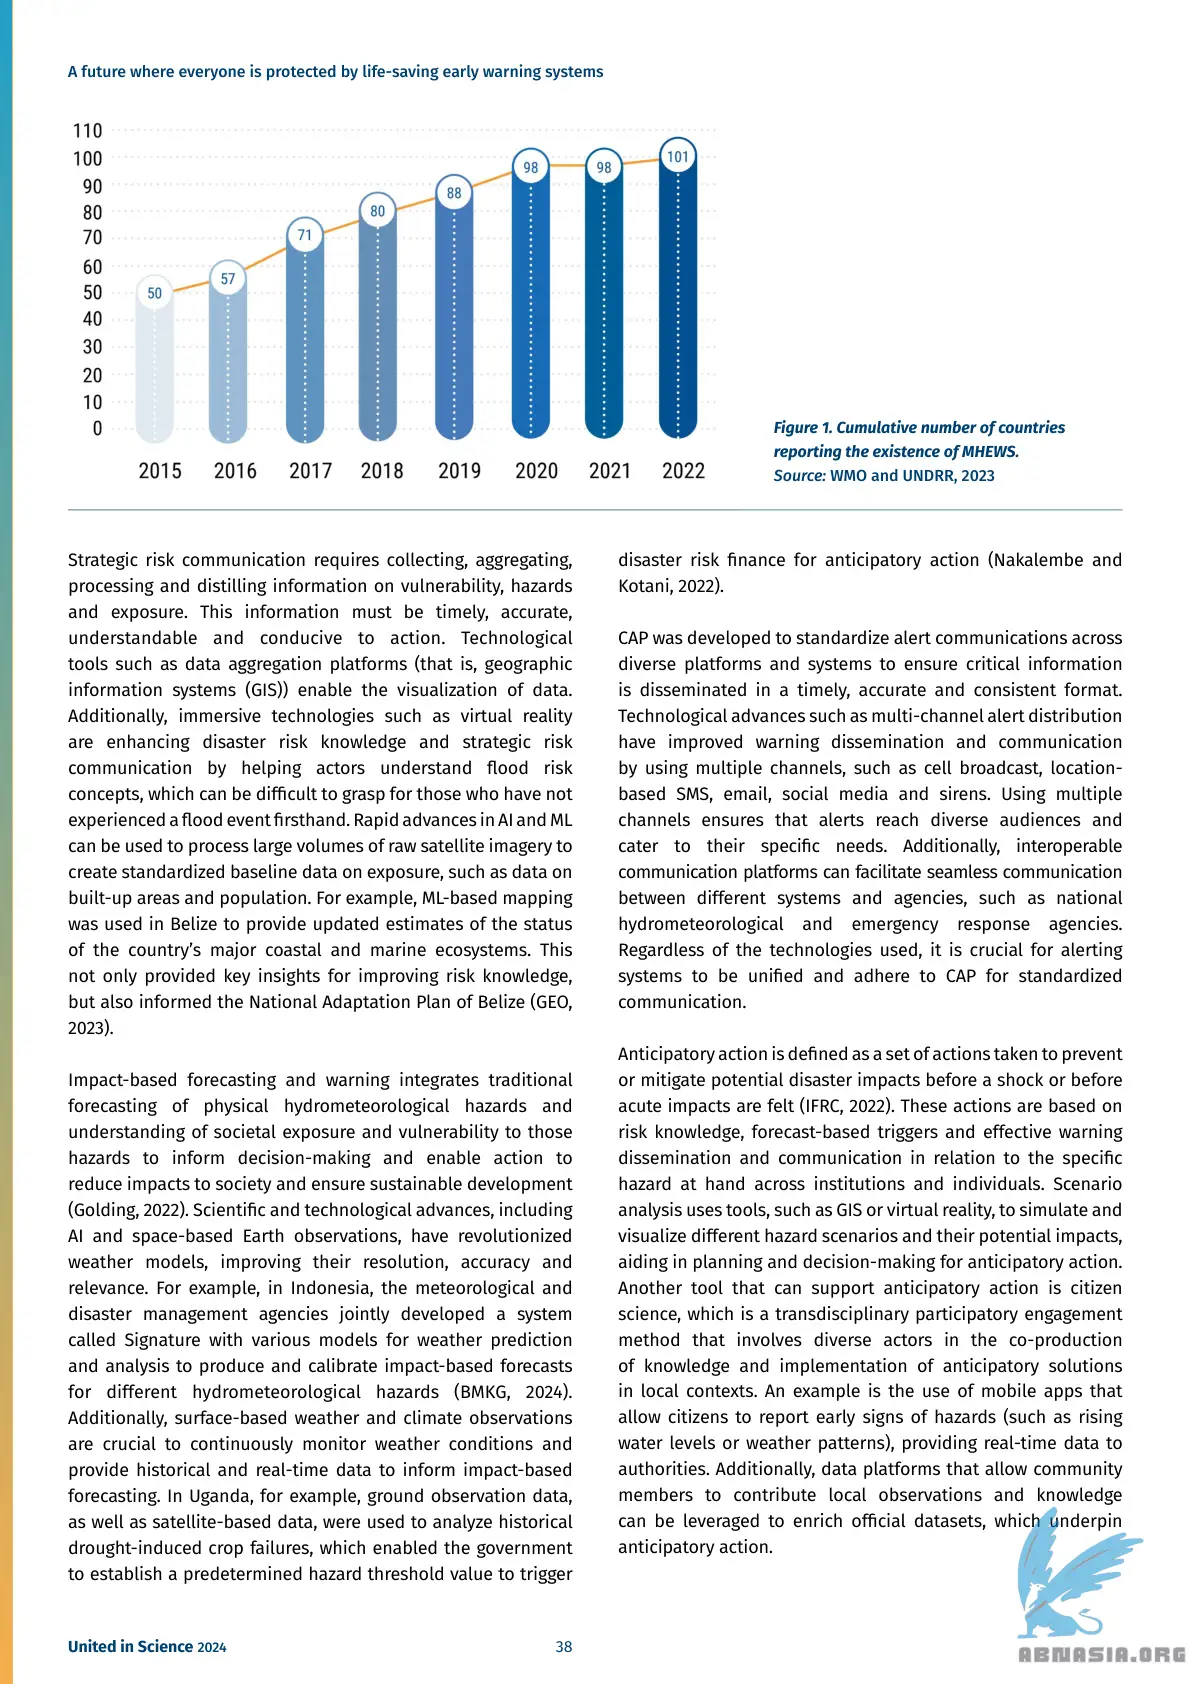 A future where everyone is protected by life-saving early warning systems
110
100
90
80
70
60
50
40
30
20
10
0
50
57
71
80
88
98
98
101
2015 2016 2017 2018 2019 2020 2021 2022
Figure 1. Cumulative number of countries
reporting the existence of MHEWS.
Source: WMO and UNDRR, 2023
Strategic risk communication requires collecting, aggregating,
processing and distilling information on vulnerability, hazards
and exposure. This information must be timely, accurate,
understandable and conducive to action. Technological
tools such as data aggregation platforms (that is, geographic
information systems (GIS)) enable the visualization of data.
Additionally, immersive technologies such as virtual reality
are enhancing disaster risk knowledge and strategic risk
communication by helping actors understand flood risk
concepts, which can be difficult to grasp for those who have not
experienced a flood event firsthand. Rapid advances in AI and ML
can be used to process large volumes of raw satellite imagery to
create standardized baseline data on exposure, such as data on
built-up areas and population. For example, ML-based mapping
was used in Belize to provide updated estimates of the status
of the country’s major coastal and marine ecosystems. This
not only provided key insights for improving risk knowledge,
but also informed the National Adaptation Plan of Belize (GEO,
2023).
Impact-based forecasting and warning integrates traditional
forecasting of physical hydrometeorological hazards and
understanding of societal exposure and vulnerability to those
hazards to inform decision-making and enable action to
reduce impacts to society and ensure sustainable development
(Golding, 2022). Scientific and technological advances, including
AI and space-based Earth observations, have revolutionized
weather models, improving their resolution, accuracy and
relevance. For example, in Indonesia, the meteorological and
disaster management agencies jointly developed a system
called Signature with various models for weather prediction
and analysis to produce and calibrate impact-based forecasts
for different hydrometeorological hazards (BMKG, 2024).
Additionally, surface-based weather and climate observations
are crucial to continuously monitor weather conditions and
provide historical and real-time data to inform impact-based
forecasting. In Uganda, for example, ground observation data,
as well as satellite-based data, were used to analyze historical
drought-induced crop failures, which enabled the government
to establish a predetermined hazard threshold value to trigger
disaster risk finance for anticipatory action (Nakalembe and
Kotani, 2022).
CAP was developed to standardize alert communications across
diverse platforms and systems to ensure critical information
is disseminated in a timely, accurate and consistent format.
Technological advances such as multi-channel alert distribution
have improved warning dissemination and communication
by using multiple channels, such as cell broadcast, location-
based SMS, email, social media and sirens. Using multiple
channels ensures that alerts reach diverse audiences and
cater to their specific needs. Additionally, interoperable
communication platforms can facilitate seamless communication
between different systems and agencies, such as national
hydrometeorological and emergency response agencies.
Regardless of the technologies used, it is crucial for alerting
systems to be unified and adhere to CAP for standardized
communication.
Anticipatory action is defined as a set of actions taken to prevent
or mitigate potential disaster impacts before a shock or before
acute impacts are felt (IFRC, 2022). These actions are based on
risk knowledge, forecast-based triggers and effective warning
dissemination and communication in relation to the specific
hazard at hand across institutions and individuals. Scenario
analysis uses tools, such as GIS or virtual reality, to simulate and
visualize different hazard scenarios and their potential impacts,
aiding in planning and decision-making for anticipatory action.
Another tool that can support anticipatory action is citizen
science, which is a transdisciplinary participatory engagement
method that involves diverse actors in the co-production
of knowledge and implementation of anticipatory solutions
in local contexts. An example is the use of mobile apps that
allow citizens to report early signs of hazards (such as rising
water levels or weather patterns), providing real-time data to
authorities. Additionally, data platforms that allow community
members to contribute local observations and knowledge
can be leveraged to enrich official datasets, which underpin
anticipatory action.
United in Science 2024
38
ABNASIA.ORG